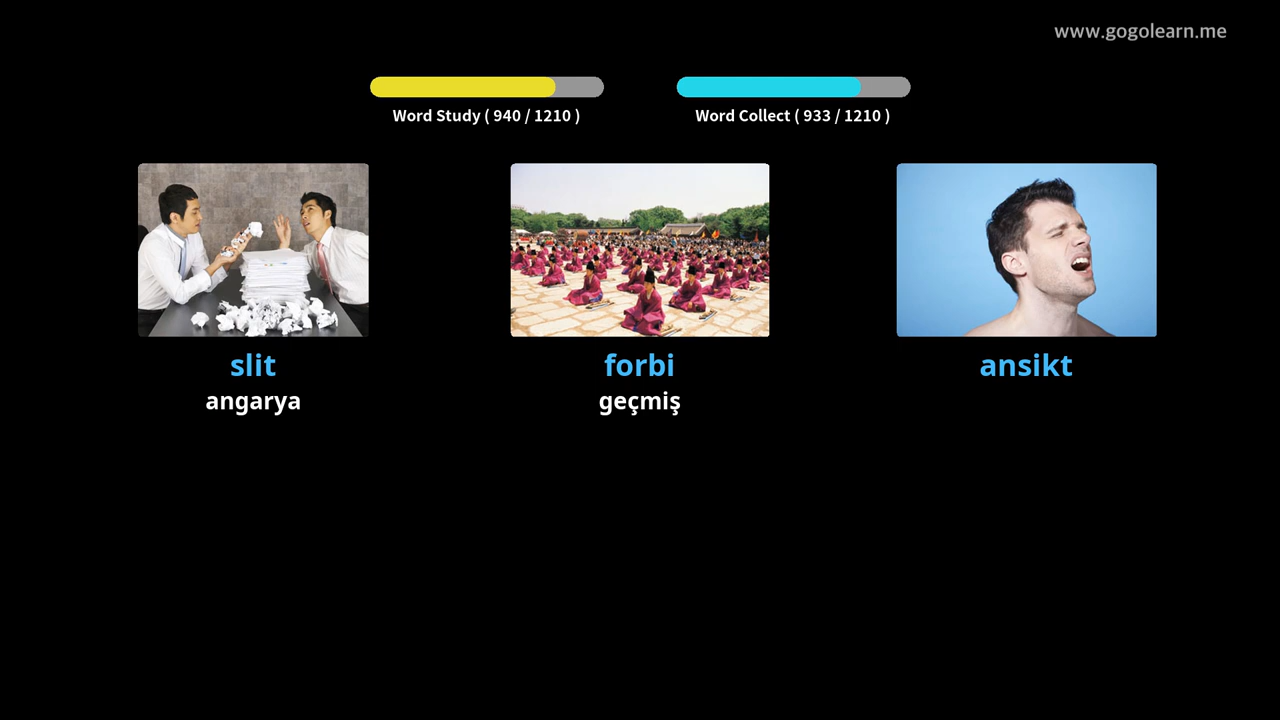 www.gogolearn.me
Word Study ( 940 / 1210 )
Word Collect ( 933 / 1210 )
slit
forbi
ansikt
angarya
geçmiş